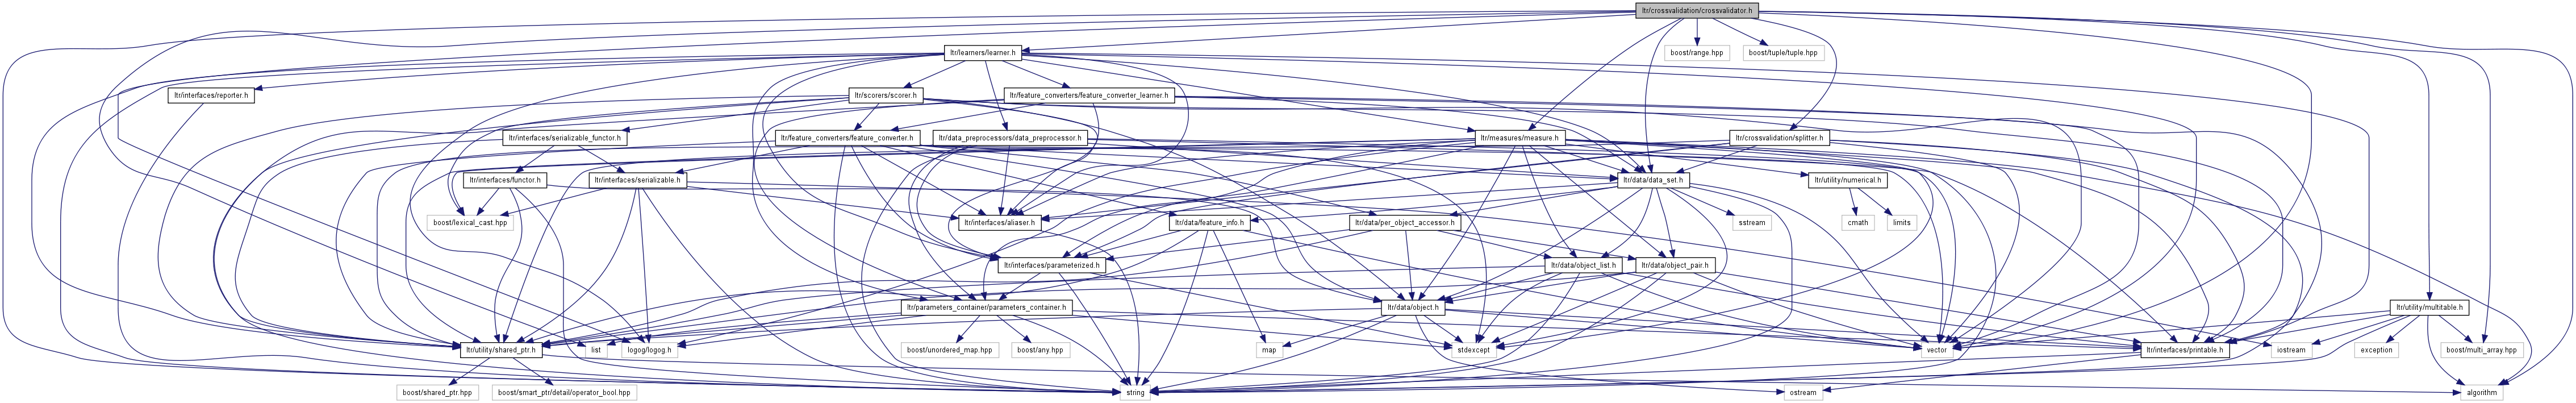 ltr/crossvalidation/crossvalidator.h
ltr/learners/learner.h
boost/range.hpp
boost/tuple/tuple.hpp
ltr/interfaces/reporter.h
ltr/scorers/scorer.h
ltr/feature_converters/feature_converter_learner.h
ltr/interfaces/serializable_functor.h
ltr/feature_converters/feature_converter.h
ltr/data_preprocessors/data_preprocessor.h
ltr/measures/measure.h
ltr/crossvalidation/splitter.h
ltr/interfaces/functor.h
ltr/interfaces/serializable.h
ltr/data/data_set.h
ltr/utility/numerical.h
boost/lexical_cast.hpp
ltr/interfaces/aliaser.h
ltr/data/feature_info.h
ltr/data/per_object_accessor.h
sstream
cmath
limits
ltr/interfaces/parameterized.h
ltr/data/object_list.h
ltr/data/object_pair.h
ltr/parameters_container/parameters_container.h
ltr/data/object.h
ltr/utility/multitable.h
ltr/utility/shared_ptr.h
list
logog/logog.h
boost/unordered_map.hpp
boost/any.hpp
map
stdexcept
vector
ltr/interfaces/printable.h
iostream
exception
boost/multi_array.hpp
boost/shared_ptr.hpp
boost/smart_ptr/detail/operator_bool.hpp
string
ostream
algorithm